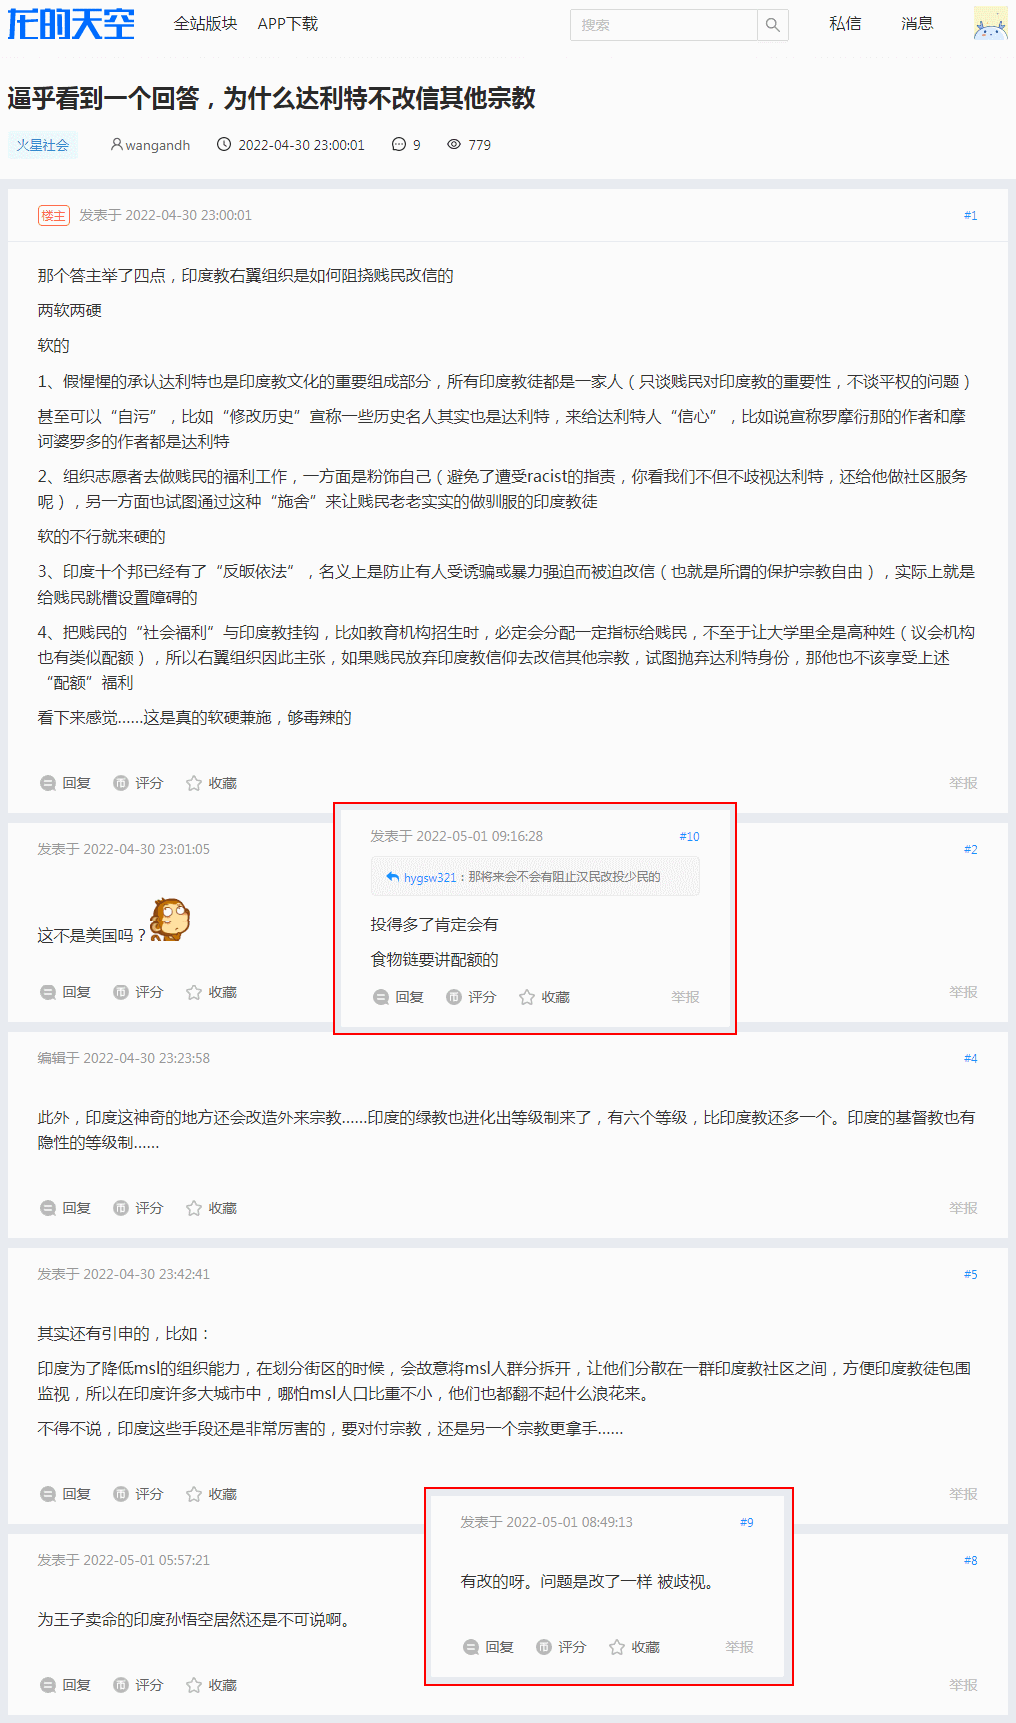 龙的天空 全站版块 APP下载 搜索 私信 消息
逼乎看到一个回答，为什么达利特不改信其他宗教
火星社会 wangandh 2022-04-30 23:00:01 9 779
楼主 发表于 2022-04-30 23:00:01 #1
那个答主举了四点，印度教右翼组织是如何阻挠贱民改信的
两软两硬
软的
1、假惺惺的承认达利特也是印度教文化的重要组成部分，所有印度教徒都是一家人（只谈贱民对印度教的重要性，不谈平权的问题）
甚至可以“自污”，比如“修改历史”宣称一些历史名人其实也是达利特，来给达利特人“信心”，比如说宣称罗摩衍那的作者和摩
诃婆罗多的作者都是达利特
2、组织志愿者去做贱民的福利工作，一方面是粉饰自己（避免了遭受racist的指责，你看我们不但不歧视达利特，还给他做社区服务
呢），另一方面也试图通过这种“施舍”来让贱民老老实实的做驯服的印度教徒
软的不行就来硬的
3、印度十个邦已经有了“反皈依法”，名义上是防止有人受诱骗或暴力强迫而被迫改信（也就是所谓的保护宗教自由），实际上就是
给贱民跳槽设置障碍的
4、把贱民的“社会福利”与印度教挂钩，比如教育机构招生时，必定会分配一定指标给贱民，不至于让大学里全是高种姓（议会机构
也有类似配额），所以右翼组织因此主张，如果贱民放弃印度教信仰去改信其他宗教，试图抛弃达利特身份，那他也不该享受上述
“配额”福利
看下来感觉……这是真的软硬兼施，够毒辣的
回复 评分 收藏 举报
发表于 2022-04-30 23:01:05 #2
这不是美国吗？
回复 评分 收藏 举报
发表于 2022-05-01 09:16:28 #10
hygsw321：那将来会不会有阻止汉民改投少民的
投得多了肯定会有
食物链要讲配额的
回复 评分 收藏 举报
编辑于 2022-04-30 23:23:58 #4
此外，印度这神奇的地方还会改造外来宗教……印度的绿教也进化出等级制来了，有六个等级，比印度教还多一个。印度的基督教也有
隐性的等级制……
回复 评分 收藏 举报
发表于 2022-04-30 23:42:41 #5
其实还有引申的，比如：
印度为了降低msl的组织能力，在划分街区的时候，会故意将msl人群分拆开，让他们分散在一群印度教社区之间，方便印度教徒包围
监视，所以在印度许多大城市中，哪怕msl人口比重不小，他们也都翻不起什么浪花来。
不得不说，印度这些手段还是非常厉害的，要对付宗教，还是另一个宗教更拿手……
回复 评分 收藏 举报
发表于 2022-05-01 05:57:21 #8
为王子卖命的印度孙悟空居然还是不可说啊。
回复 评分 收藏 举报
发表于 2022-05-01 08:49:13 #9
有改的呀。问题是改了一样 被歧视。
回复 评分 收藏 举报